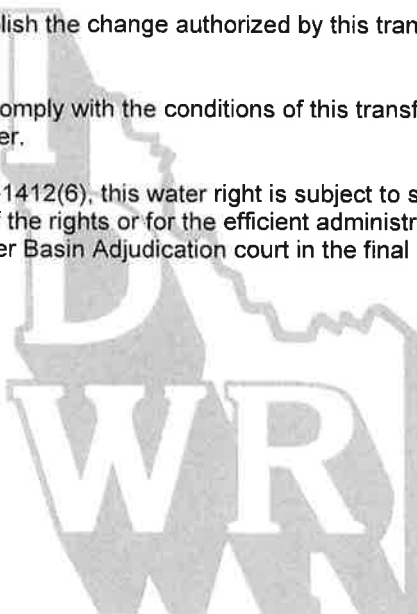 lish the change authorized by this tran
omply with the conditions of this transf
er.
-1412(6), this water right is subject to s
f the rights or for the efficient administr
er Basin Adjudication court in the final
I
D
WR